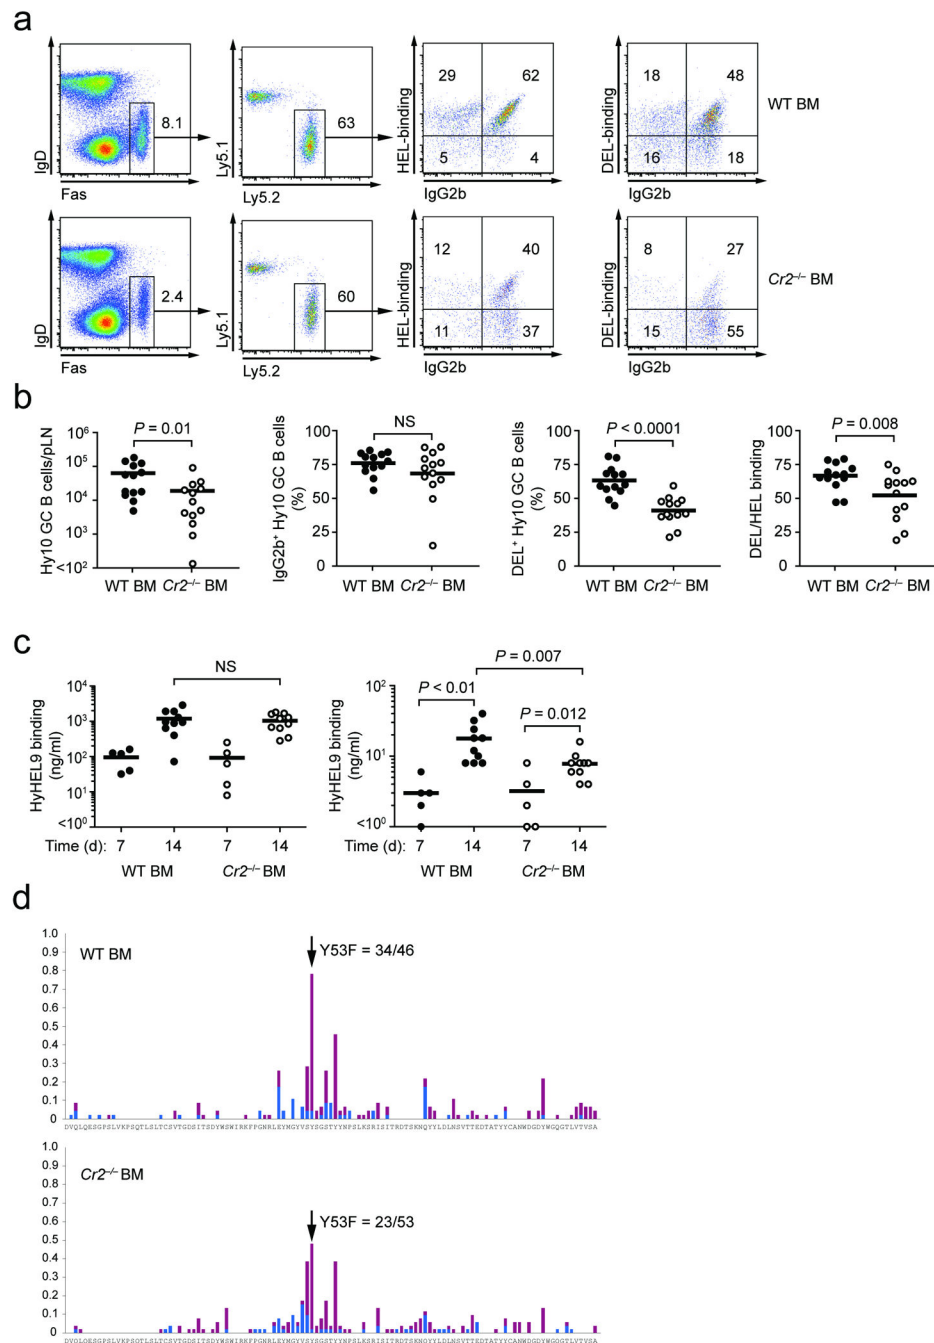 a
IgD
Fas
8.1
Ly5.1
Ly5.2
63
HEL-binding
IgG2b
29
62
5
4
DEL-binding
IgG2b
18
48
16
18
WT BM
IgD
Fas
2.4
Ly5.1
Ly5.2
60
HEL-binding
IgG2b
12
40
11
37
DEL-binding
IgG2b
8
27
15
55
Cr2–/– BM
b
Hy10 GC B cells/pLN
10⁶
10⁵
10⁴
10³
<10²
P = 0.01
WT BM
Cr2–/– BM
IgG2b⁺ Hy10 GC B cells
(%)
100
75
50
25
0
NS
WT BM
Cr2–/– BM
DEL⁺ Hy10 GC B cells
(%)
100
75
50
25
0
P < 0.0001
WT BM
Cr2–/– BM
DEL/HEL binding
100
75
50
25
0
P = 0.008
WT BM
Cr2–/– BM
c
HyHEL9 binding
(ng/ml)
10⁴
10³
10²
10¹
<10⁰
NS
Time (d):
7
14
7
14
WT BM
Cr2–/– BM
HyHEL9 binding
(ng/ml)
10²
10¹
<10⁰
P < 0.01
P = 0.007
P = 0.012
Time (d):
7
14
7
14
WT BM
Cr2–/– BM
d
WT BM
Y53F = 34/46
1.0
0.9
0.8
0.7
0.6
0.5
0.4
0.3
0.2
0.1
0
DVQLQESGPSLVKPSQTLSLTCSVTGDSITSDYWSWIRKFPGNRLEYMGYVSYSGSTYYNPSLKSRISITRDTSKNQYYLDLNSVTTEDTATYYCANWDGDYWGQGTLVTVSA
Cr2–/– BM
Y53F = 23/53
1.0
0.9
0.8
0.7
0.6
0.5
0.4
0.3
0.2
0.1
0
DVQLQESGPSLVKPSQTLSLTCSVTGDSITSDYWSWIRKFPGNRLEYMGYVSYSGSTYYNPSLKSRISITRDTSKNQYYLDLNSVTTEDTATYYCANWDGDYWGQGTLVTVSA